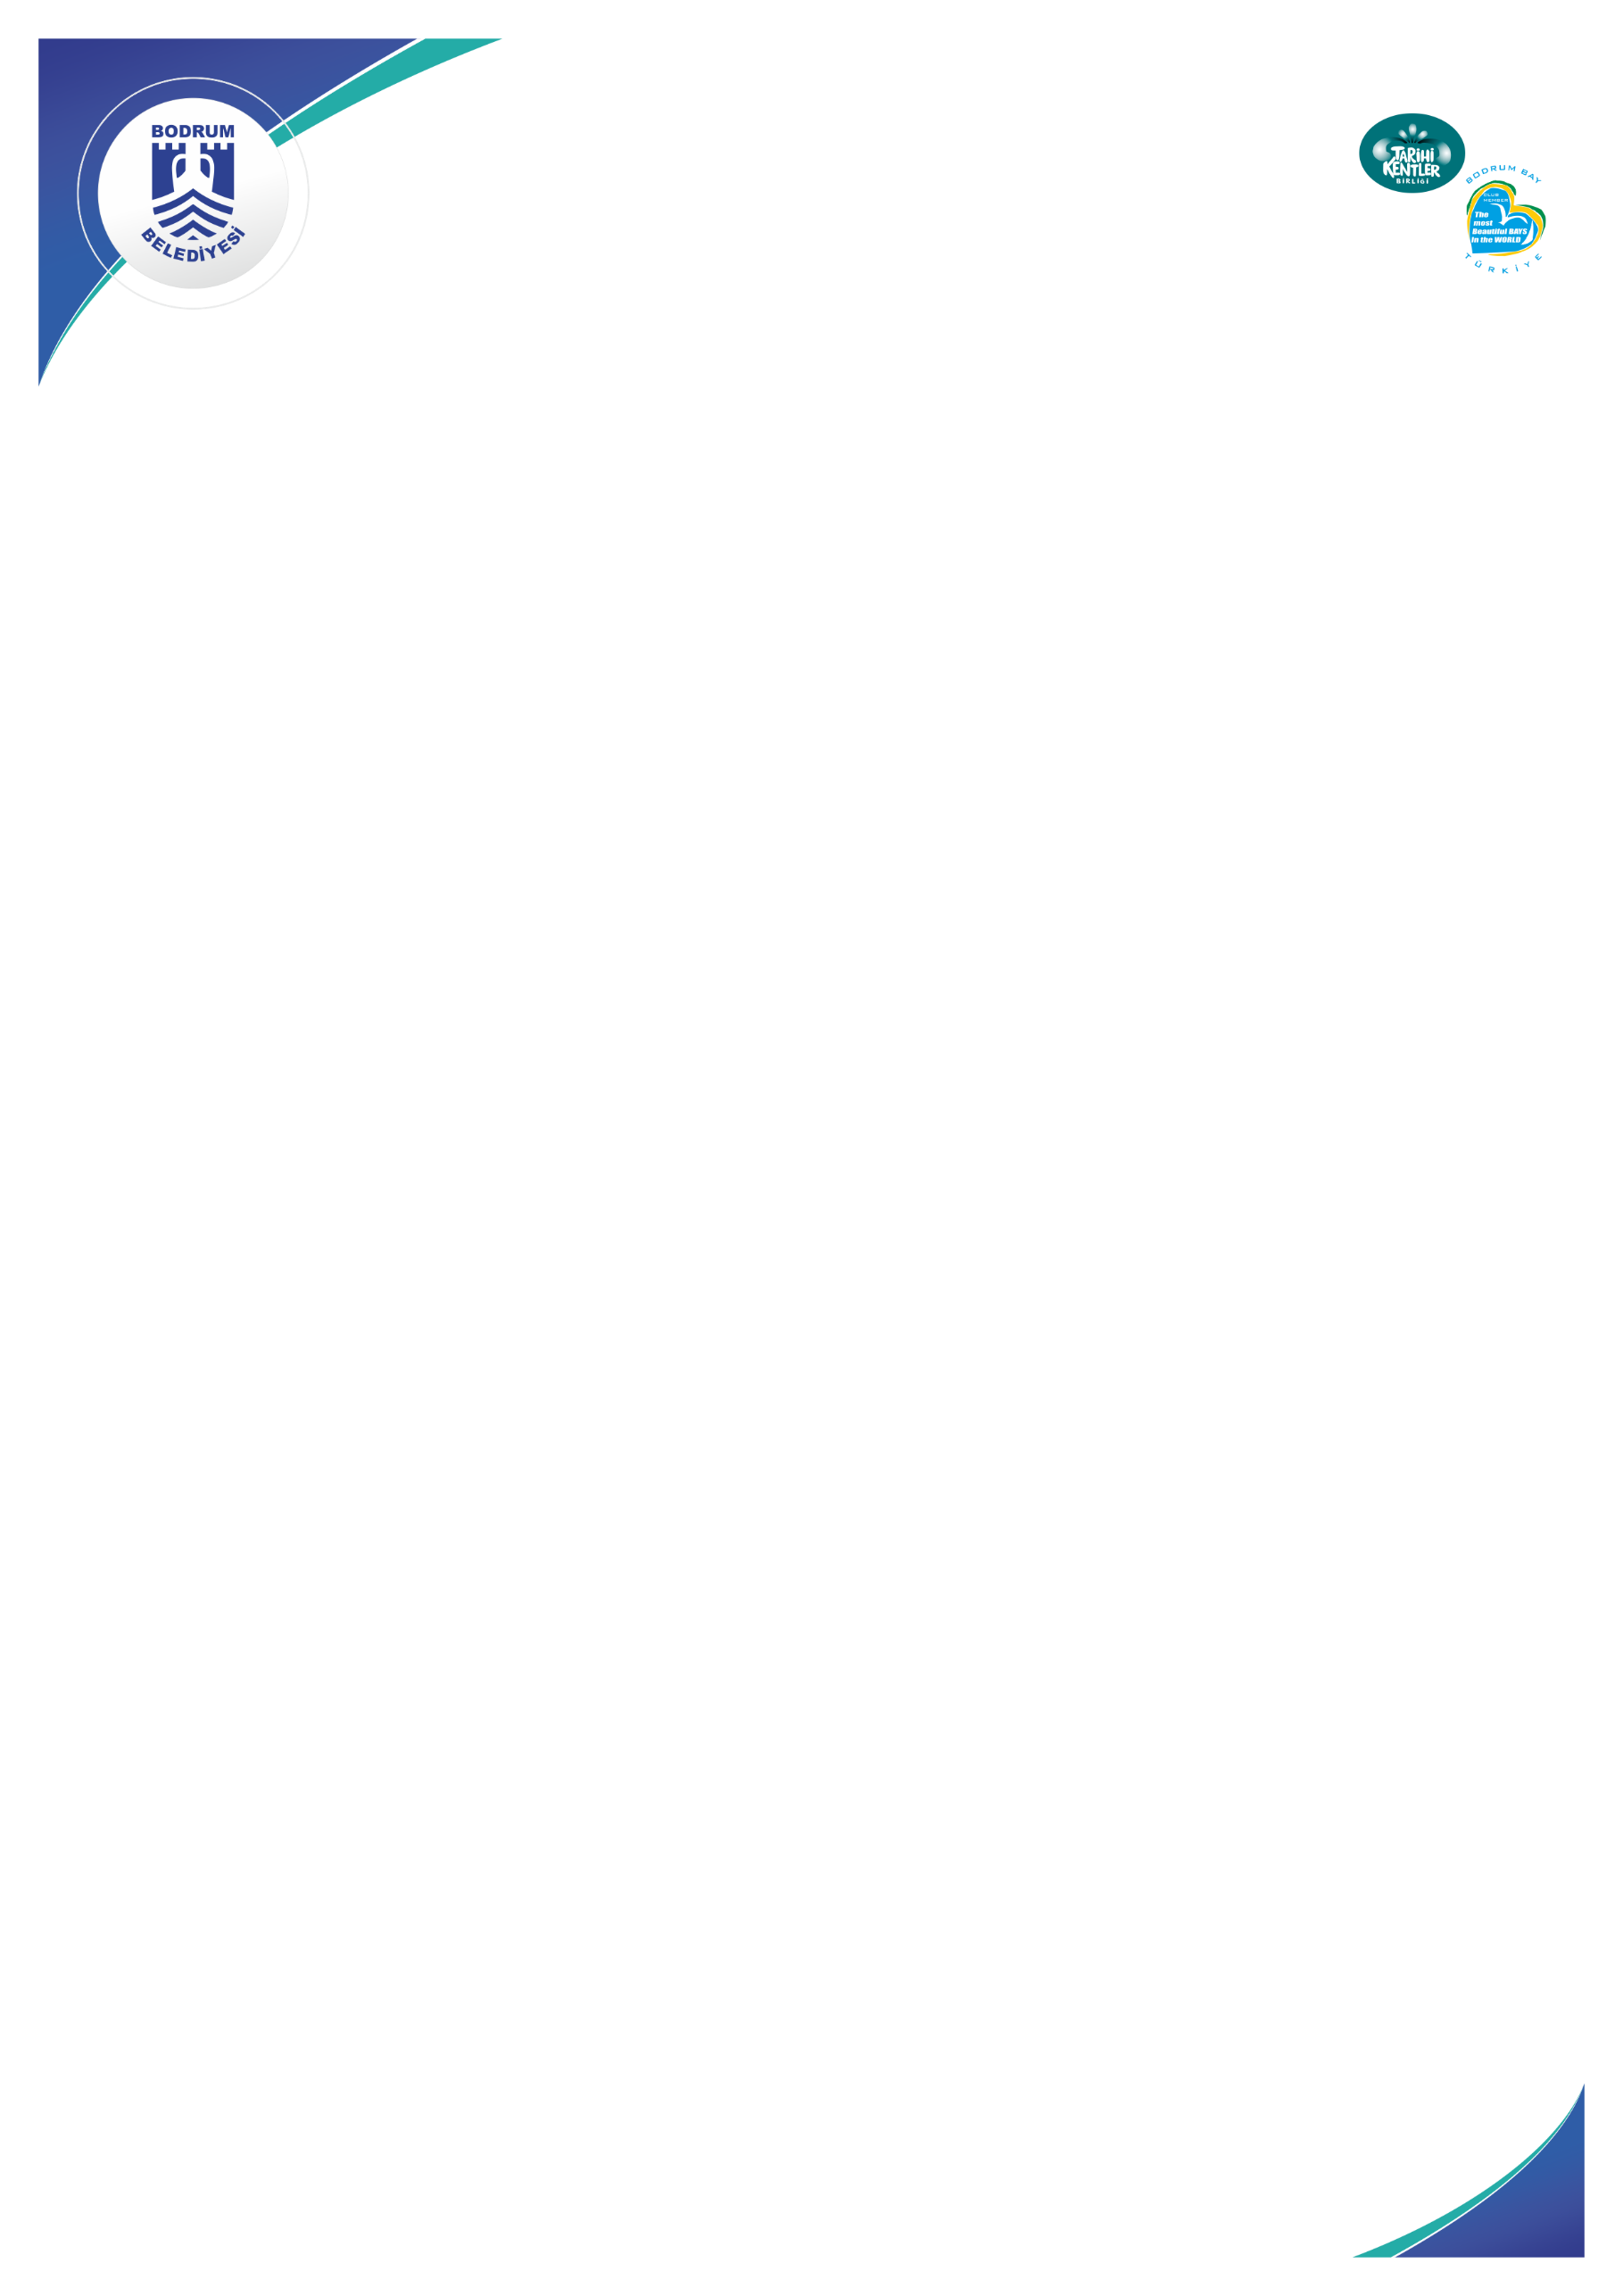 BODRUM
BELEDİYESİ
TARİHİ
KENTLER
BİRLİĞİ
BODRUM BAY
CLUB
MEMBER
The
most
Beautiful BAYS
in the WORLD
TÜRKİYE